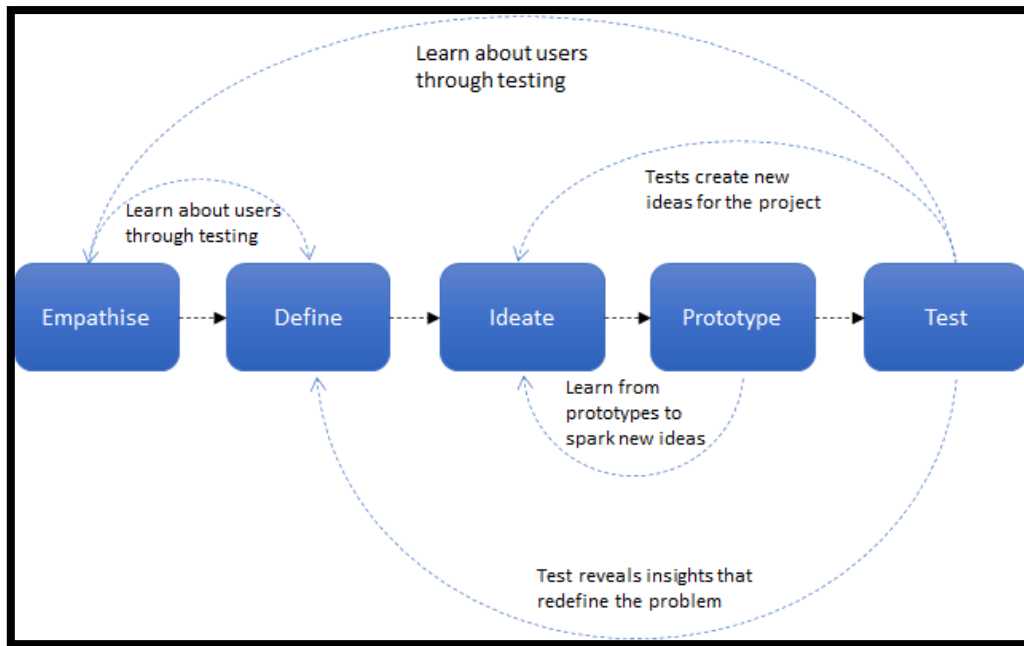 Learn about users
through testing
Tests create new
ideas for the project
Learn about users
through testing
Empathise
Define
Ideate
Prototype
Test
Learn from
prototypes to
spark new ideas
Test reveals insights that
redefine the problem